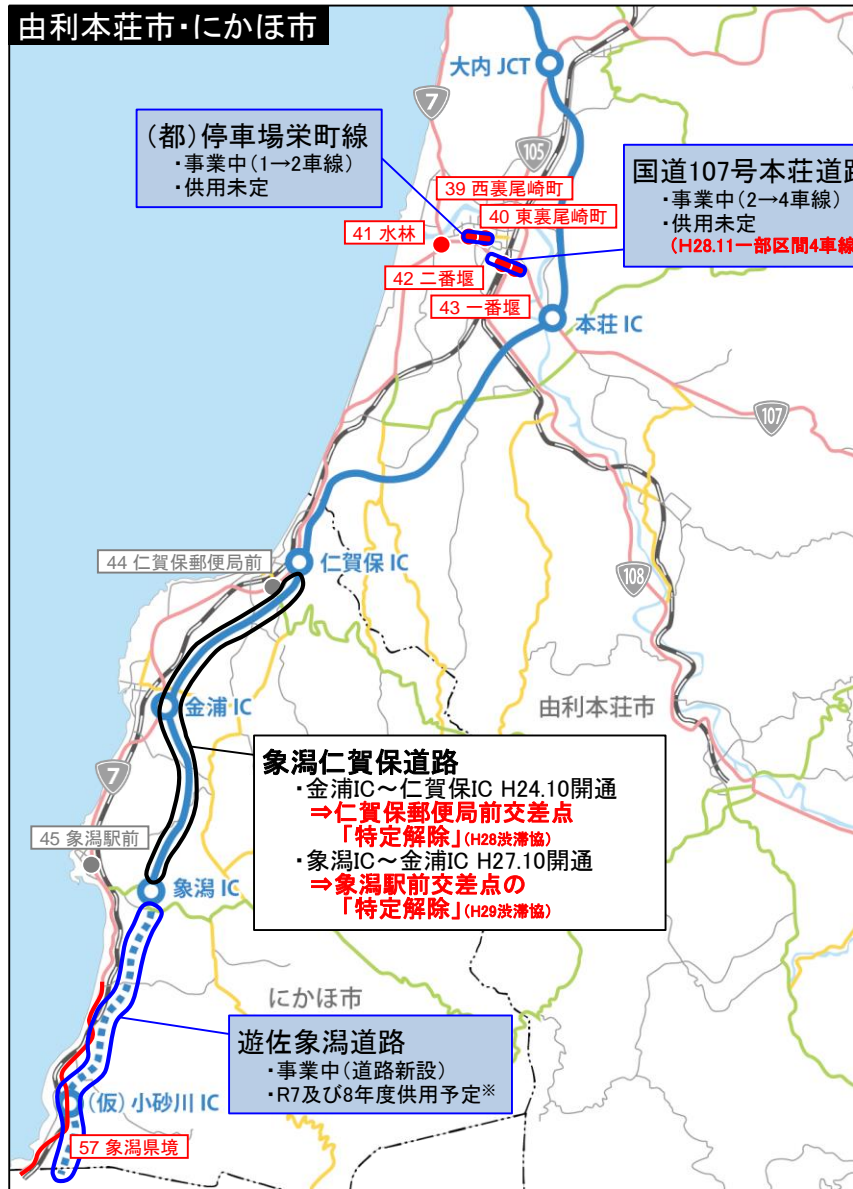 由利本荘市・にかほ市
大内 JCT
7
(都)停車場栄町線
・事業中(1→2車線)
・供用未定
105
国道107号本荘道路
・事業中(2→4車線)
・供用未定
(H28.11一部区間4車線
39 西裏尾崎町
40 東裏尾崎町
41 水林
42 二番堰
43 一番堰
本荘 IC
107
44 仁賀保郵便局前
仁賀保 IC
108
金浦 IC
由利本荘市
象潟仁賀保道路
・金浦IC～仁賀保IC H24.10開通
⇒仁賀保郵便局前交差点
「特定解除」(H28渋滞協)
・象潟IC～金浦IC H27.10開通
⇒象潟駅前交差点の
「特定解除」(H29渋滞協)
7
45 象潟駅前
象潟 IC
にかほ市
遊佐象潟道路
・事業中(道路新設)
・R7及び8年度供用予定※
(仮) 小砂川 IC
57 象潟県境